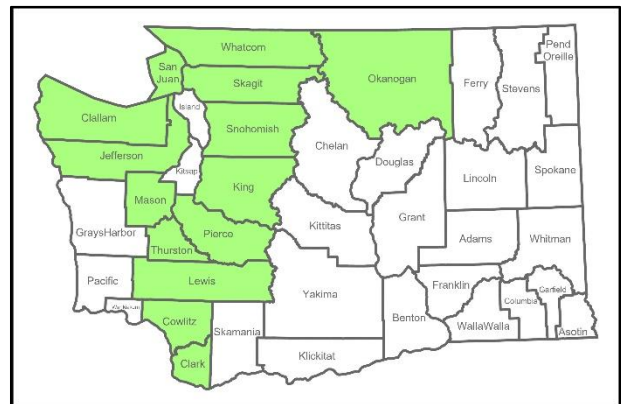 Whatcom
San
Juan
Skagit
Island
Clallam
Snohomish
Jefferson
Kitsap
King
Mason
GraysHarbor
Pierce
Thurston
Pacific
Lewis
Cowlitz
Skamania
Clark
Okanogan
Ferry
Stevens
Pend
Oreille
Chelan
Douglas
Lincoln
Spokane
Kittitas
Grant
Adams
Whitman
Yakima
Franklin
Benton
WallaWalla
Columbia
Garfield
Asotin
Klickitat